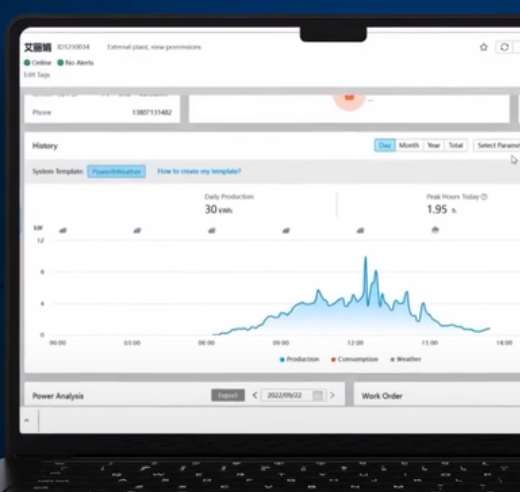 艾丽娟 ID5230034 External plant, view permissions
Online No Alerts
Edit Tags
Phone 13807131482
History Day Month Year Total Select Paramet
System Template: Power&Weather How to create my template?
Daily Production Peak Hours Today
30 kWh 1.95 h
kW
12
8
4
0
00:00 03:00 06:00 09:00 12:00 15:00 18:00
Production Consumption Weather
Power Analysis Export 2022/09/22 Work Order